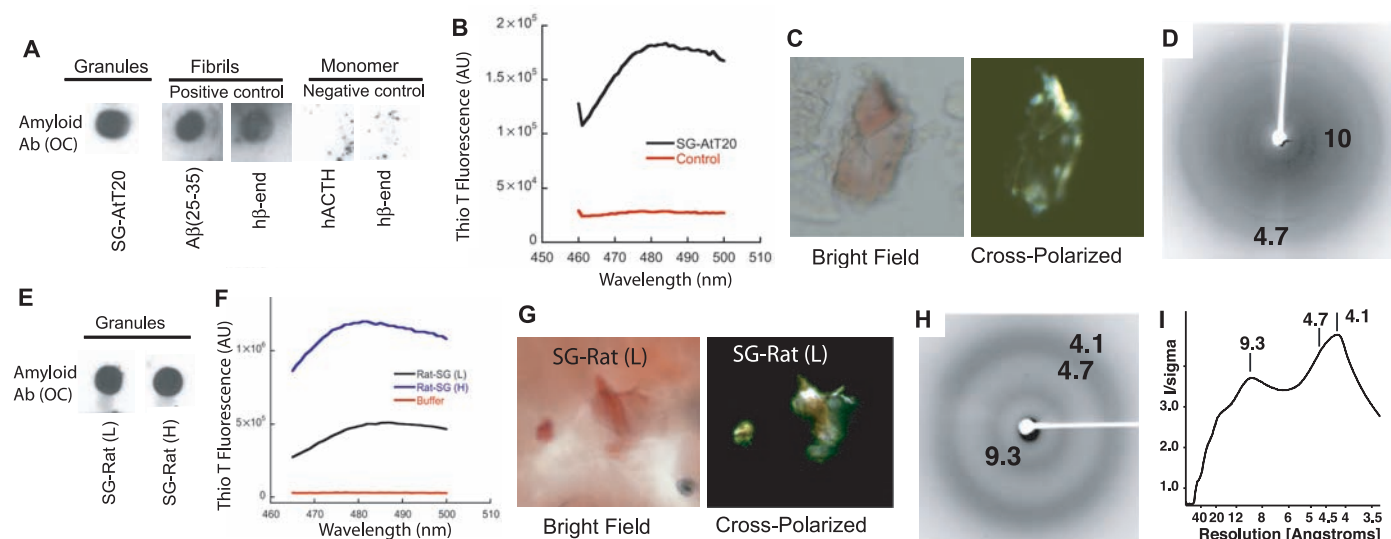 A
Granules Fibrils Monomer
Positive control Negative control
Amyloid
Ab (OC)
SG-AtT20
Aβ(25-35)
hβ-end
hACTH
hβ-end
B
Thio T Fluorescence (AU)
2×10⁵
1.5×10⁵
1×10⁵
5×10⁴
0
SG-AtT20
Control
450 460 470 480 490 500 510
Wavelength (nm)
C
Bright Field Cross-Polarized
D
10
4.7
E
Granules
Amyloid
Ab (OC)
SG-Rat (L)
SG-Rat (H)
F
Thio T Fluorescence (AU)
1×10⁶
5×10⁵
0
Rat-SG (L)
Rat-SG (H)
Buffer
460 470 480 490 500 510
Wavelength (nm)
G
SG-Rat (L) SG-Rat (L)
Bright Field Cross-Polarized
H
4.1
4.7
9.3
I
I/sigma
3.0
2.0
1.0
9.3
4.7
4.1
40 20 12 8 6 5 4.5 4 3.5
Resolution [Angstroms]